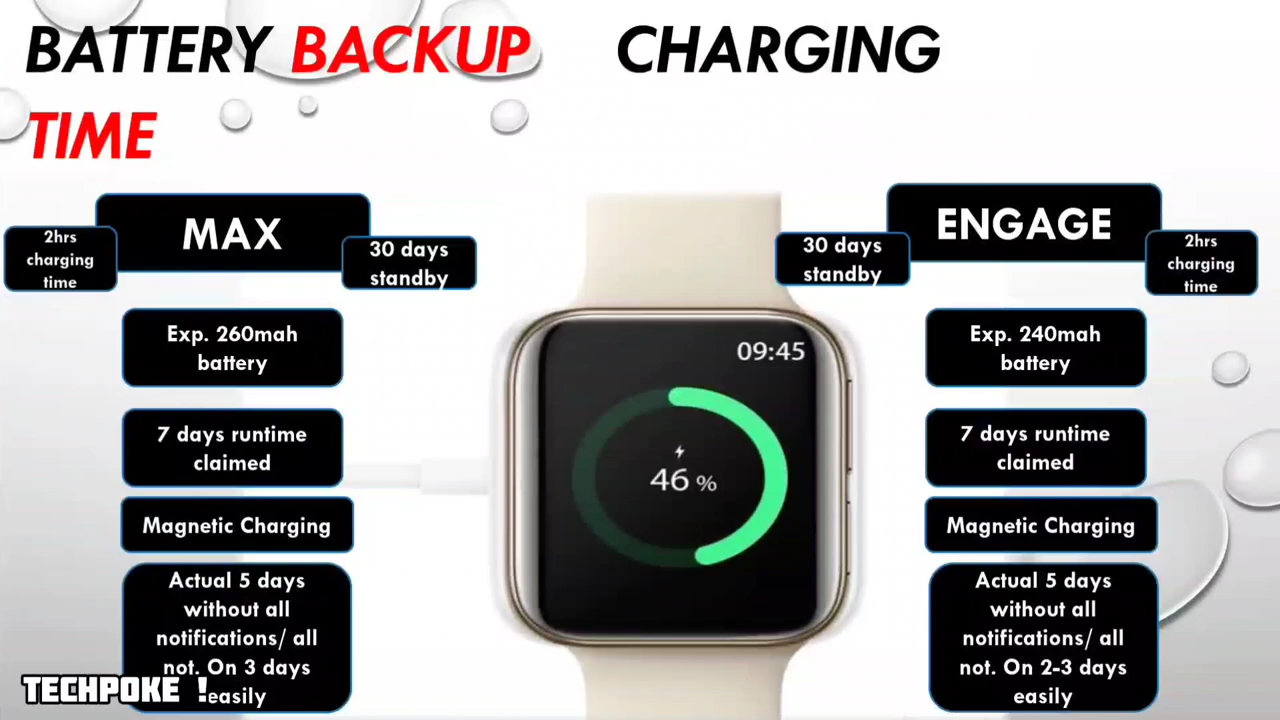 BATTERY BACKUP CHARGING
TIME
MAX
2hrs
charging
time
30 days
standby
Exp. 260mah
battery
7 days runtime
claimed
Magnetic Charging
Actual 5 days
without all
notifications/ all
not. On 3 days
easily
09:45
46 %
ENGAGE
30 days
standby
2hrs
charging
time
Exp. 240mah
battery
7 days runtime
claimed
Magnetic Charging
Actual 5 days
without all
notifications/ all
not. On 2-3 days
easily
TECHPOKE !